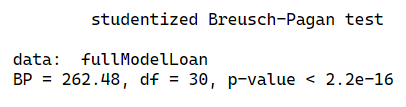 studentized Breusch-Pagan test
data:  fullModelLoan
BP = 262.48, df = 30, p-value < 2.2e-16